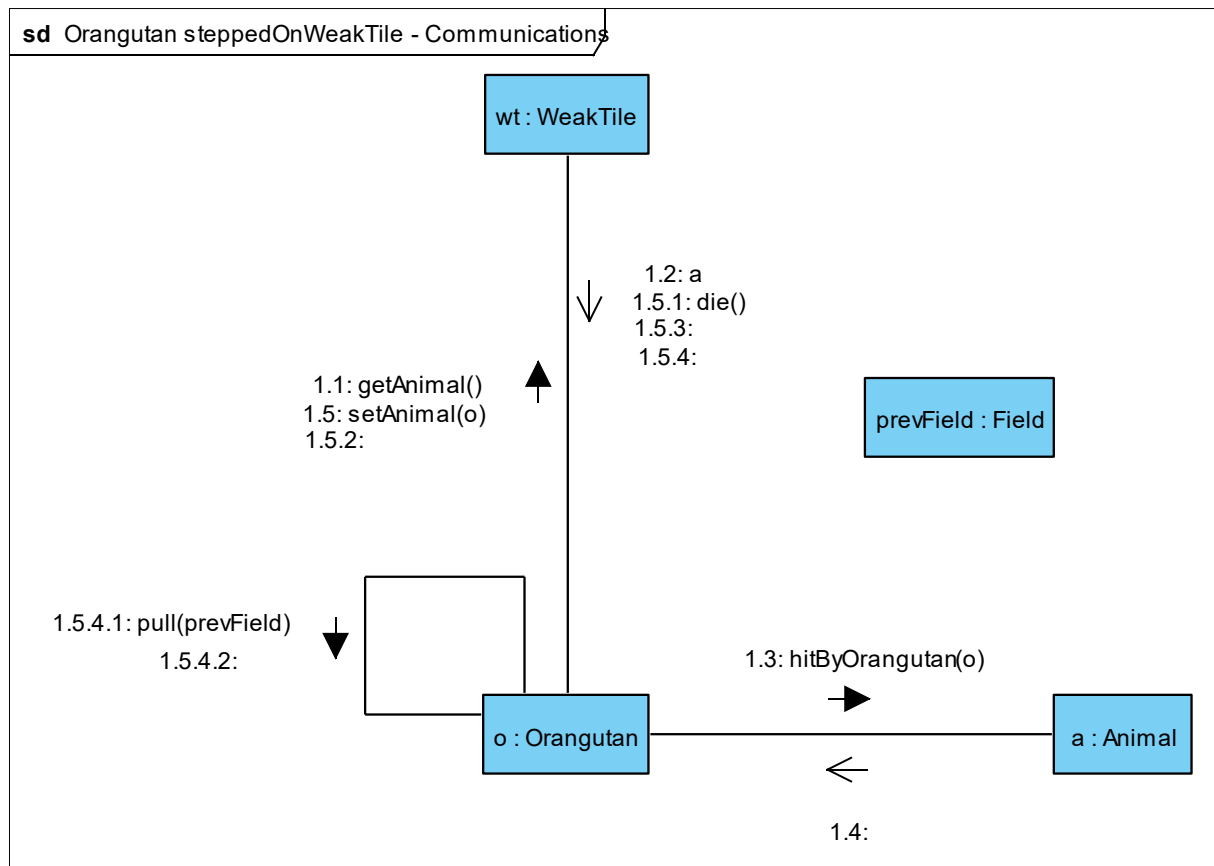 sd Orangutan steppedOnWeakTile - Communications
wt : WeakTile
1.2: a
1.5.1: die()
1.5.3:
1.5.4:
1.1: getAnimal()
1.5: setAnimal(o)
1.5.2:
prevField : Field
1.5.4.1: pull(prevField)
1.5.4.2:
1.3: hitByOrangutan(o)
o : Orangutan
a : Animal
1.4: